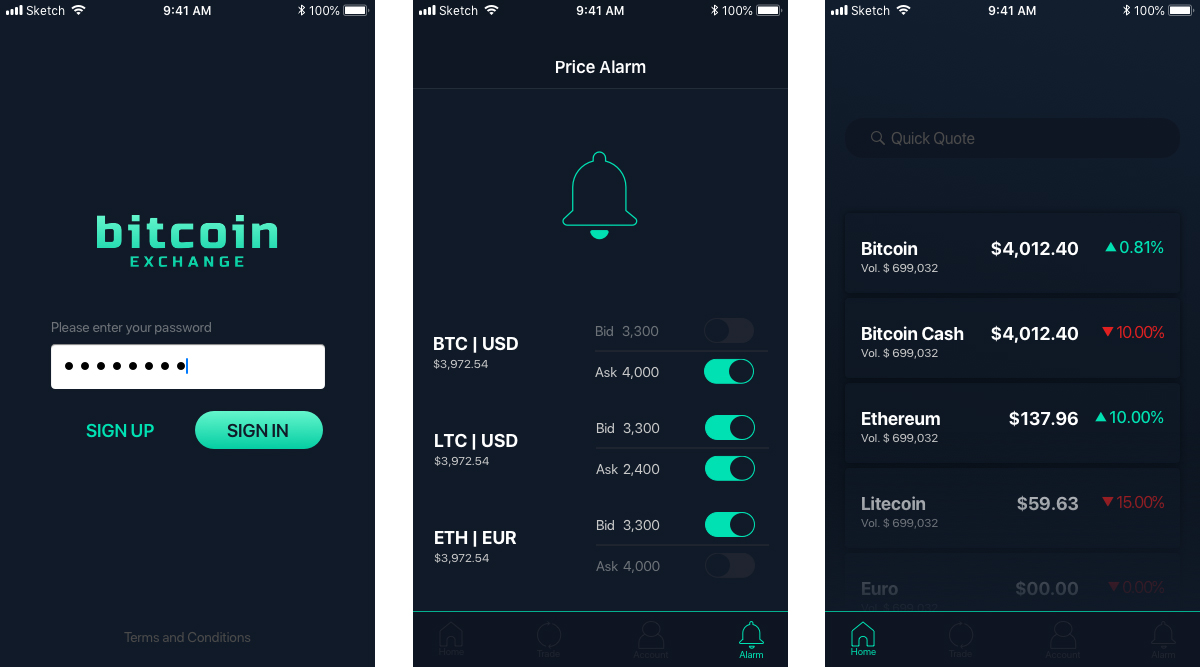 Sketch 9:41 AM 100%
bitcoin
EXCHANGE
Please enter your password
SIGN UP SIGN IN
Terms and Conditions
Sketch 9:41 AM 100%
Price Alarm
BTC | USD
$3,972.54
Bid 3,300
Ask 4,000
LTC | USD
$3,972.54
Bid 3,300
Ask 2,400
ETH | EUR
$3,972.54
Bid 3,300
Ask 4,000
Home Trade Account Alarm
Sketch 9:41 AM 100%
Quick Quote
Bitcoin $4,012.40 0.81%
Vol. $ 699,032
Bitcoin Cash $4,012.40 10.00%
Vol. $ 699,032
Ethereum $137.96 10.00%
Vol. $ 699,032
Litecoin $59.63 15.00%
Vol. $ 699,032
Euro $00.00 0.00%
Vol. $ 699,032
Home Trade Account Alarm